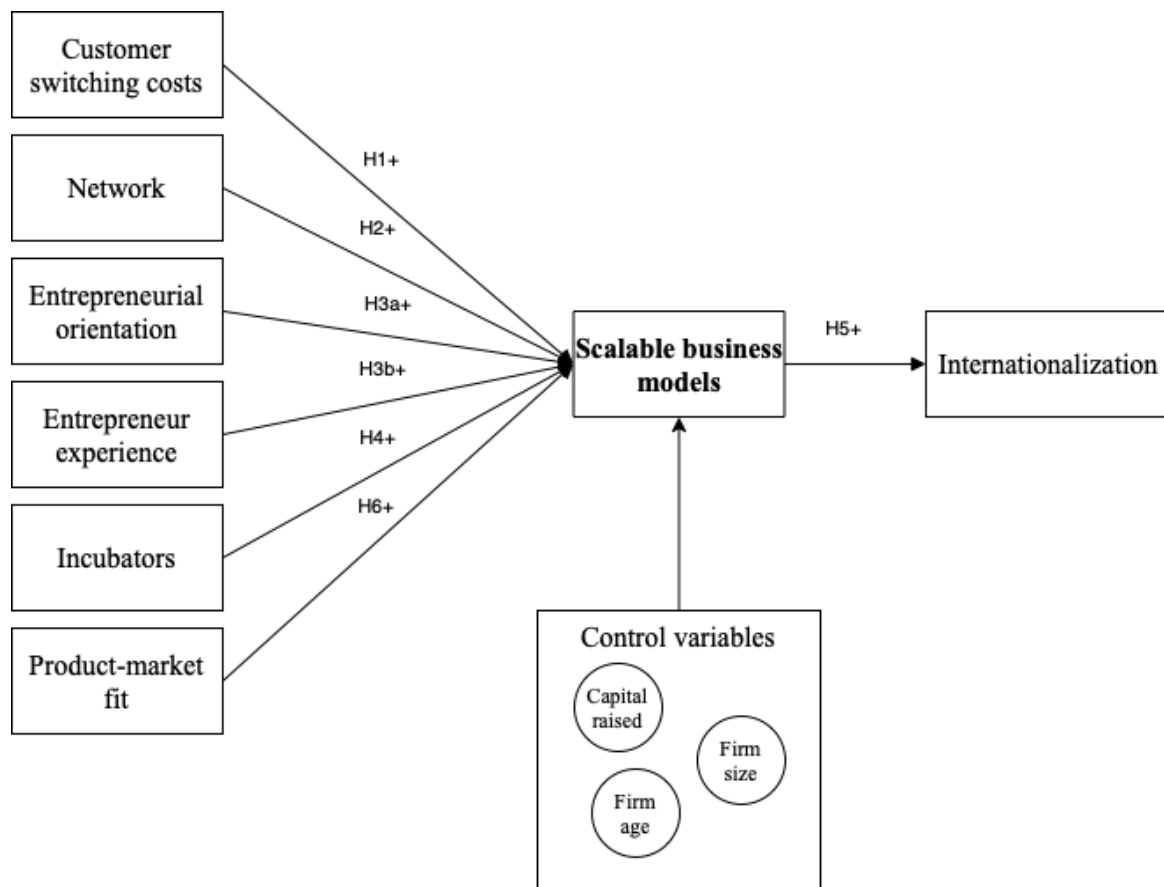 Customer
switching costs
Network
Entrepreneurial
orientation
Entrepreneur
experience
Incubators
Product-market
fit
H1+
H2+
H3a+
H3b+
H4+
H6+
Scalable business
models
H5+
Internationalization
Control variables
Capital
raised
Firm
size
Firm
age